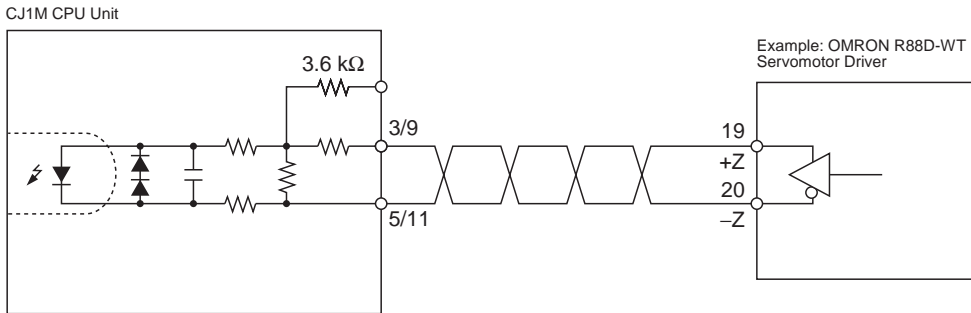 CJ1M CPU Unit
Example: OMRON R88D-WT
Servomotor Driver
3.6 kΩ
3/9
19
+Z
20
5/11
−Z